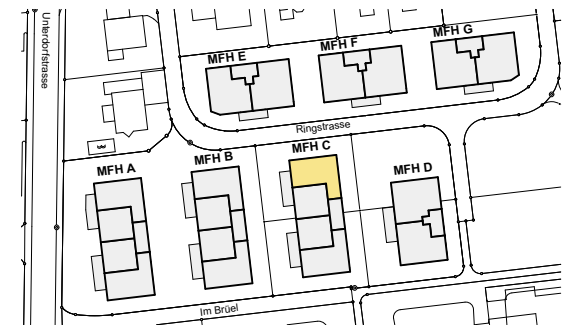 Unterdorfstrasse
MFH E
MFH F
MFH G
Ringstrasse
MFH A
MFH B
MFH C
MFH D
Im Brüel